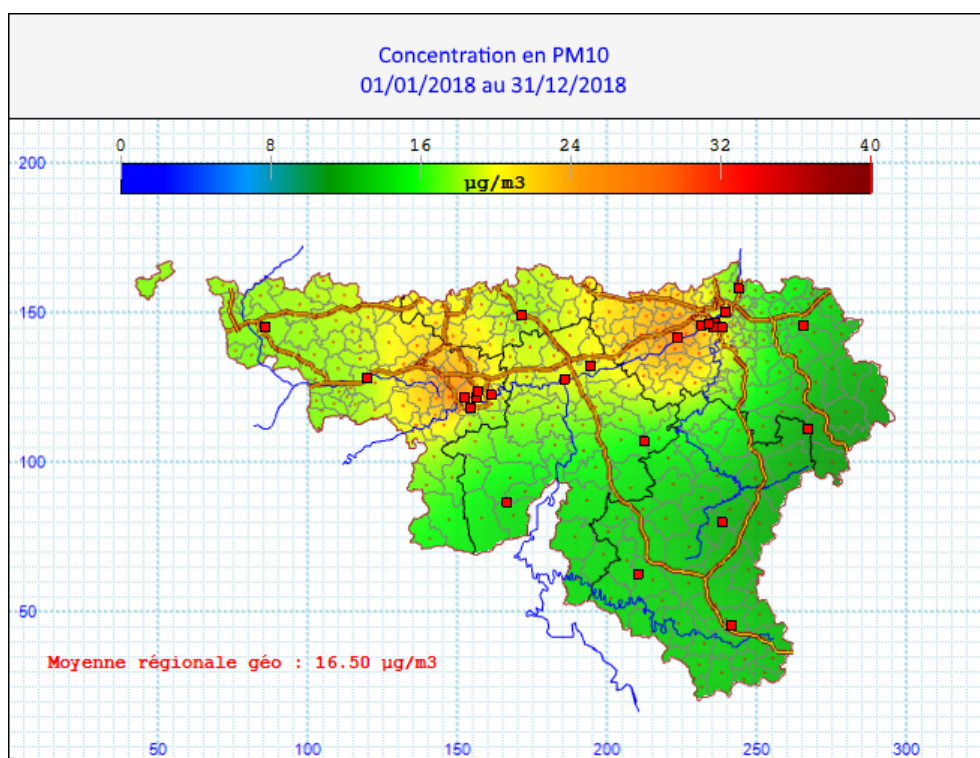 Concentration en PM10
01/01/2018 au 31/12/2018
0 8 16 24 32 40
µg/m3
200
150
100
50
Moyenne régionale géo : 16.50 µg/m3
50 100 150 200 250 300